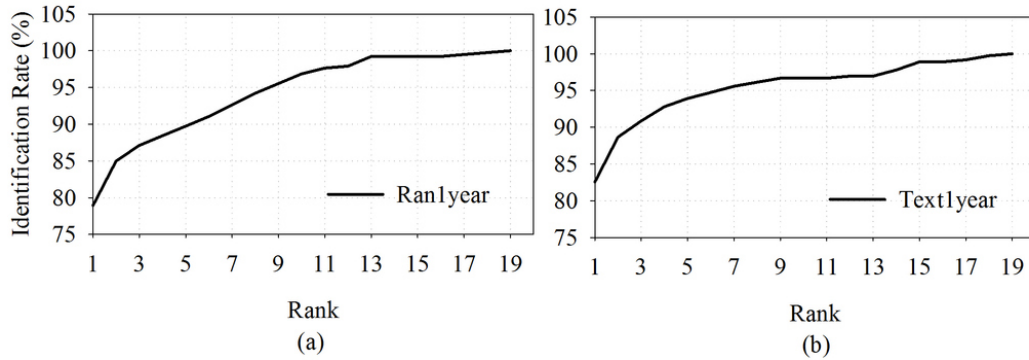 Identification Rate (%)
105
100
95
90
85
80
75
Ran1year
1 3 5 7 9 11 13 15 17 19
Rank
(a)
105
100
95
90
85
80
75
Text1year
1 3 5 7 9 11 13 15 17 19
Rank
(b)